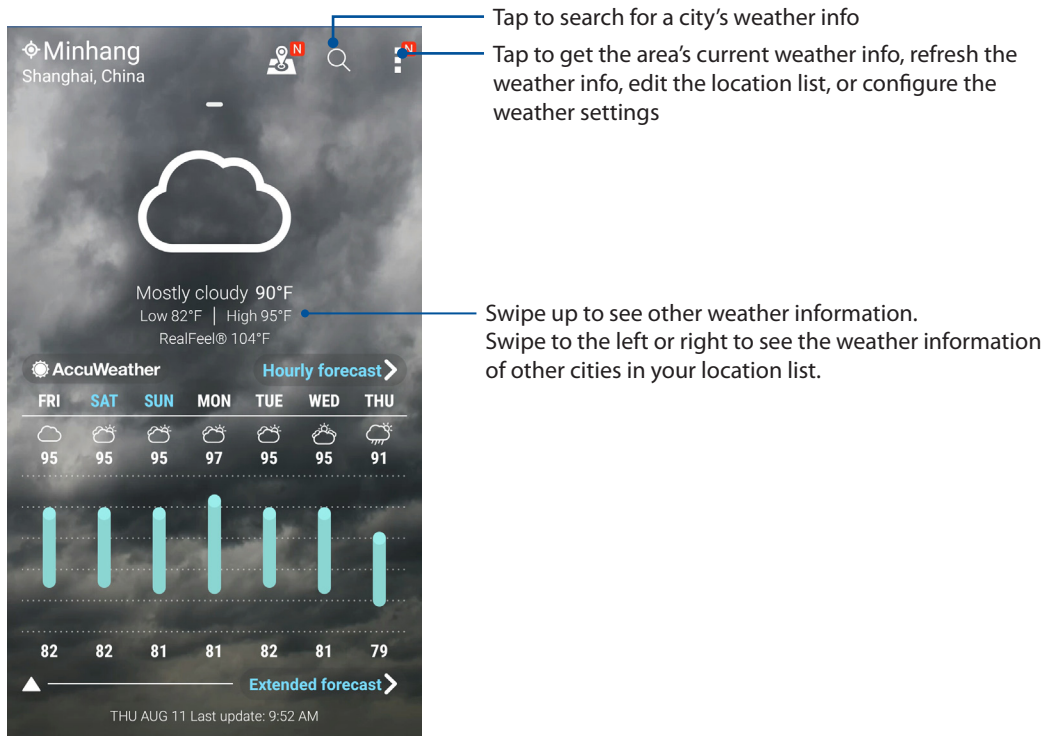 Tap to search for a city's weather info
Tap to get the area's current weather info, refresh the
weather info, edit the location list, or configure the
weather settings
Minhang
Shanghai, China
N
N
Mostly cloudy 90°F
Low 82°F | High 95°F
RealFeel® 104°F
Swipe up to see other weather information.
Swipe to the left or right to see the weather information
of other cities in your location list.
AccuWeather Hourly forecast
FRI SAT SUN MON TUE WED THU
95 95 95 97 95 95 91
82 82 81 81 82 81 79
Extended forecast
THU AUG 11 Last update: 9:52 AM